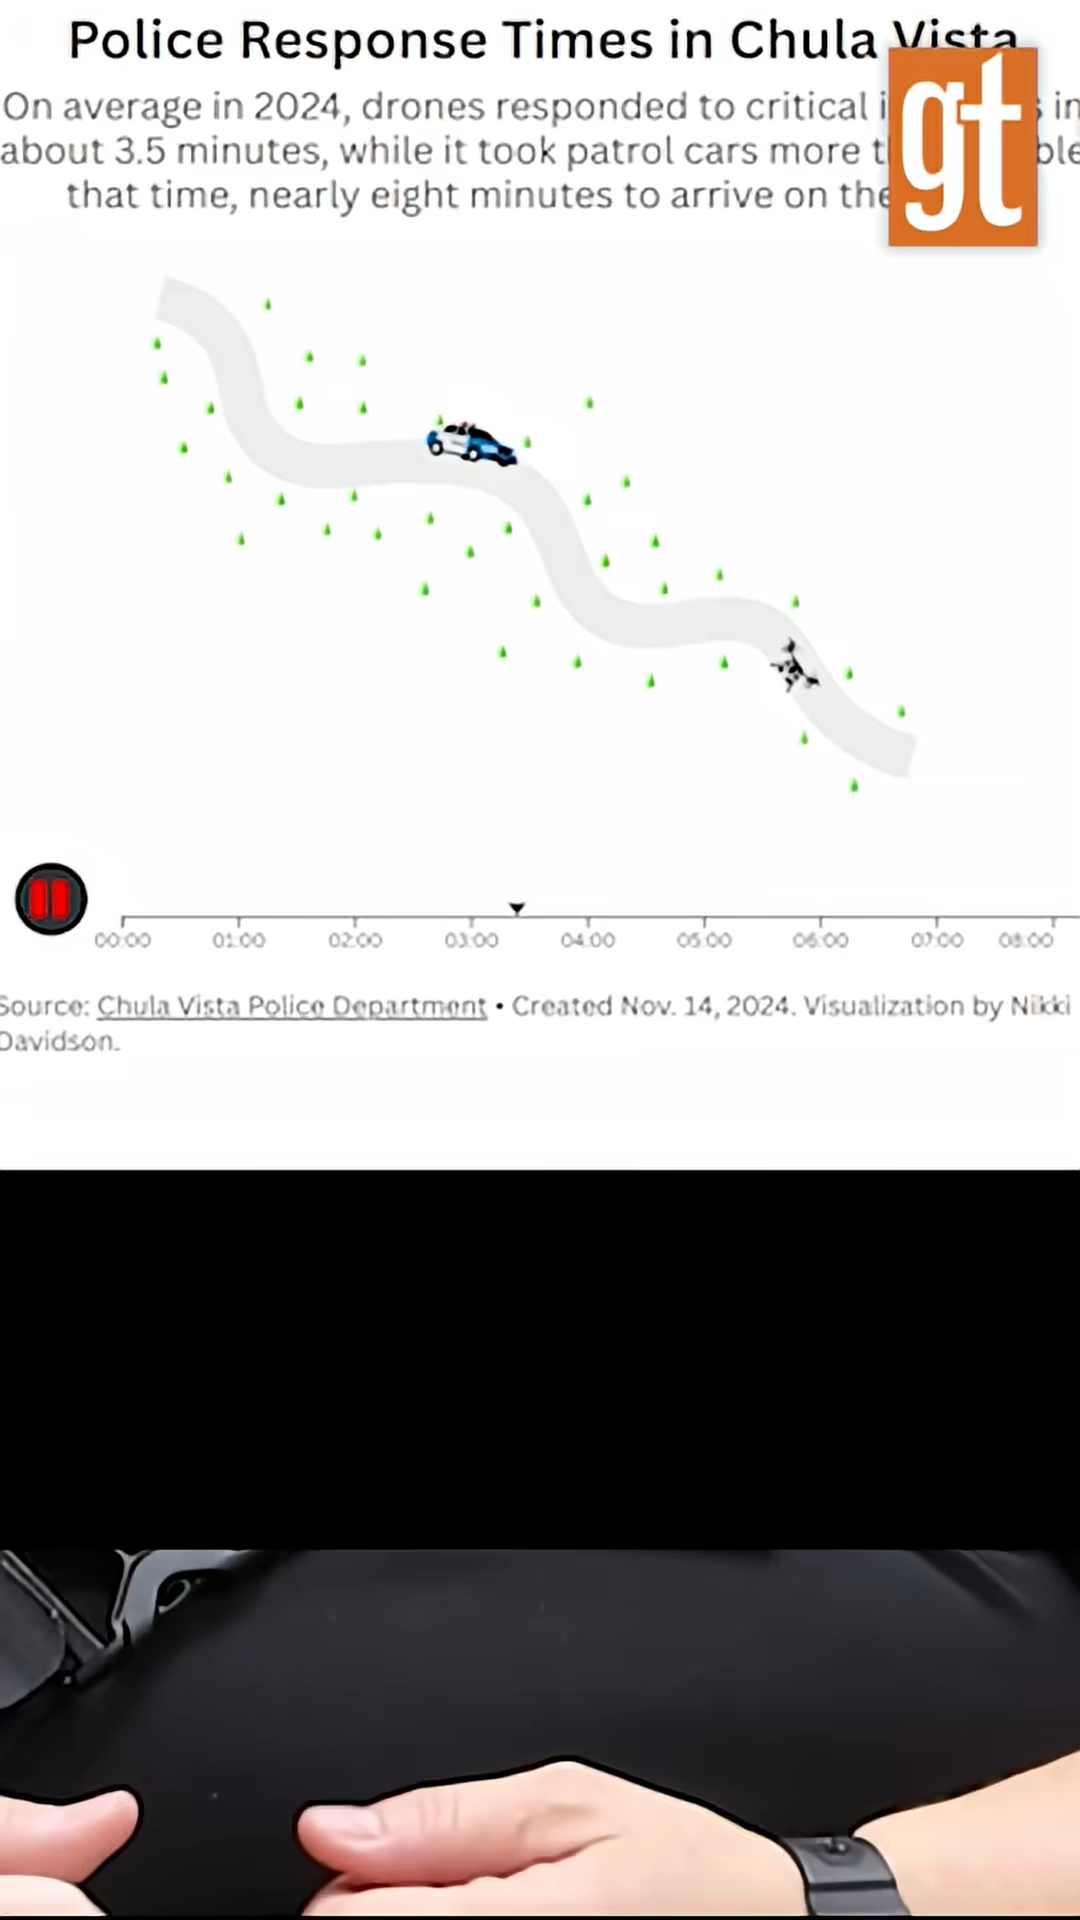 Police Response Times in Chula Vista
On average in 2024, drones responded to critical in
about 3.5 minutes, while it took patrol cars more
that time, nearly eight minutes to arrive on the
gt
00:00 01:00 02:00 03:00 04:00 05:00 06:00 07:00 08:00
Source: Chula Vista Police Department • Created Nov. 14, 2024. Visualization by Nikki
Davidson.